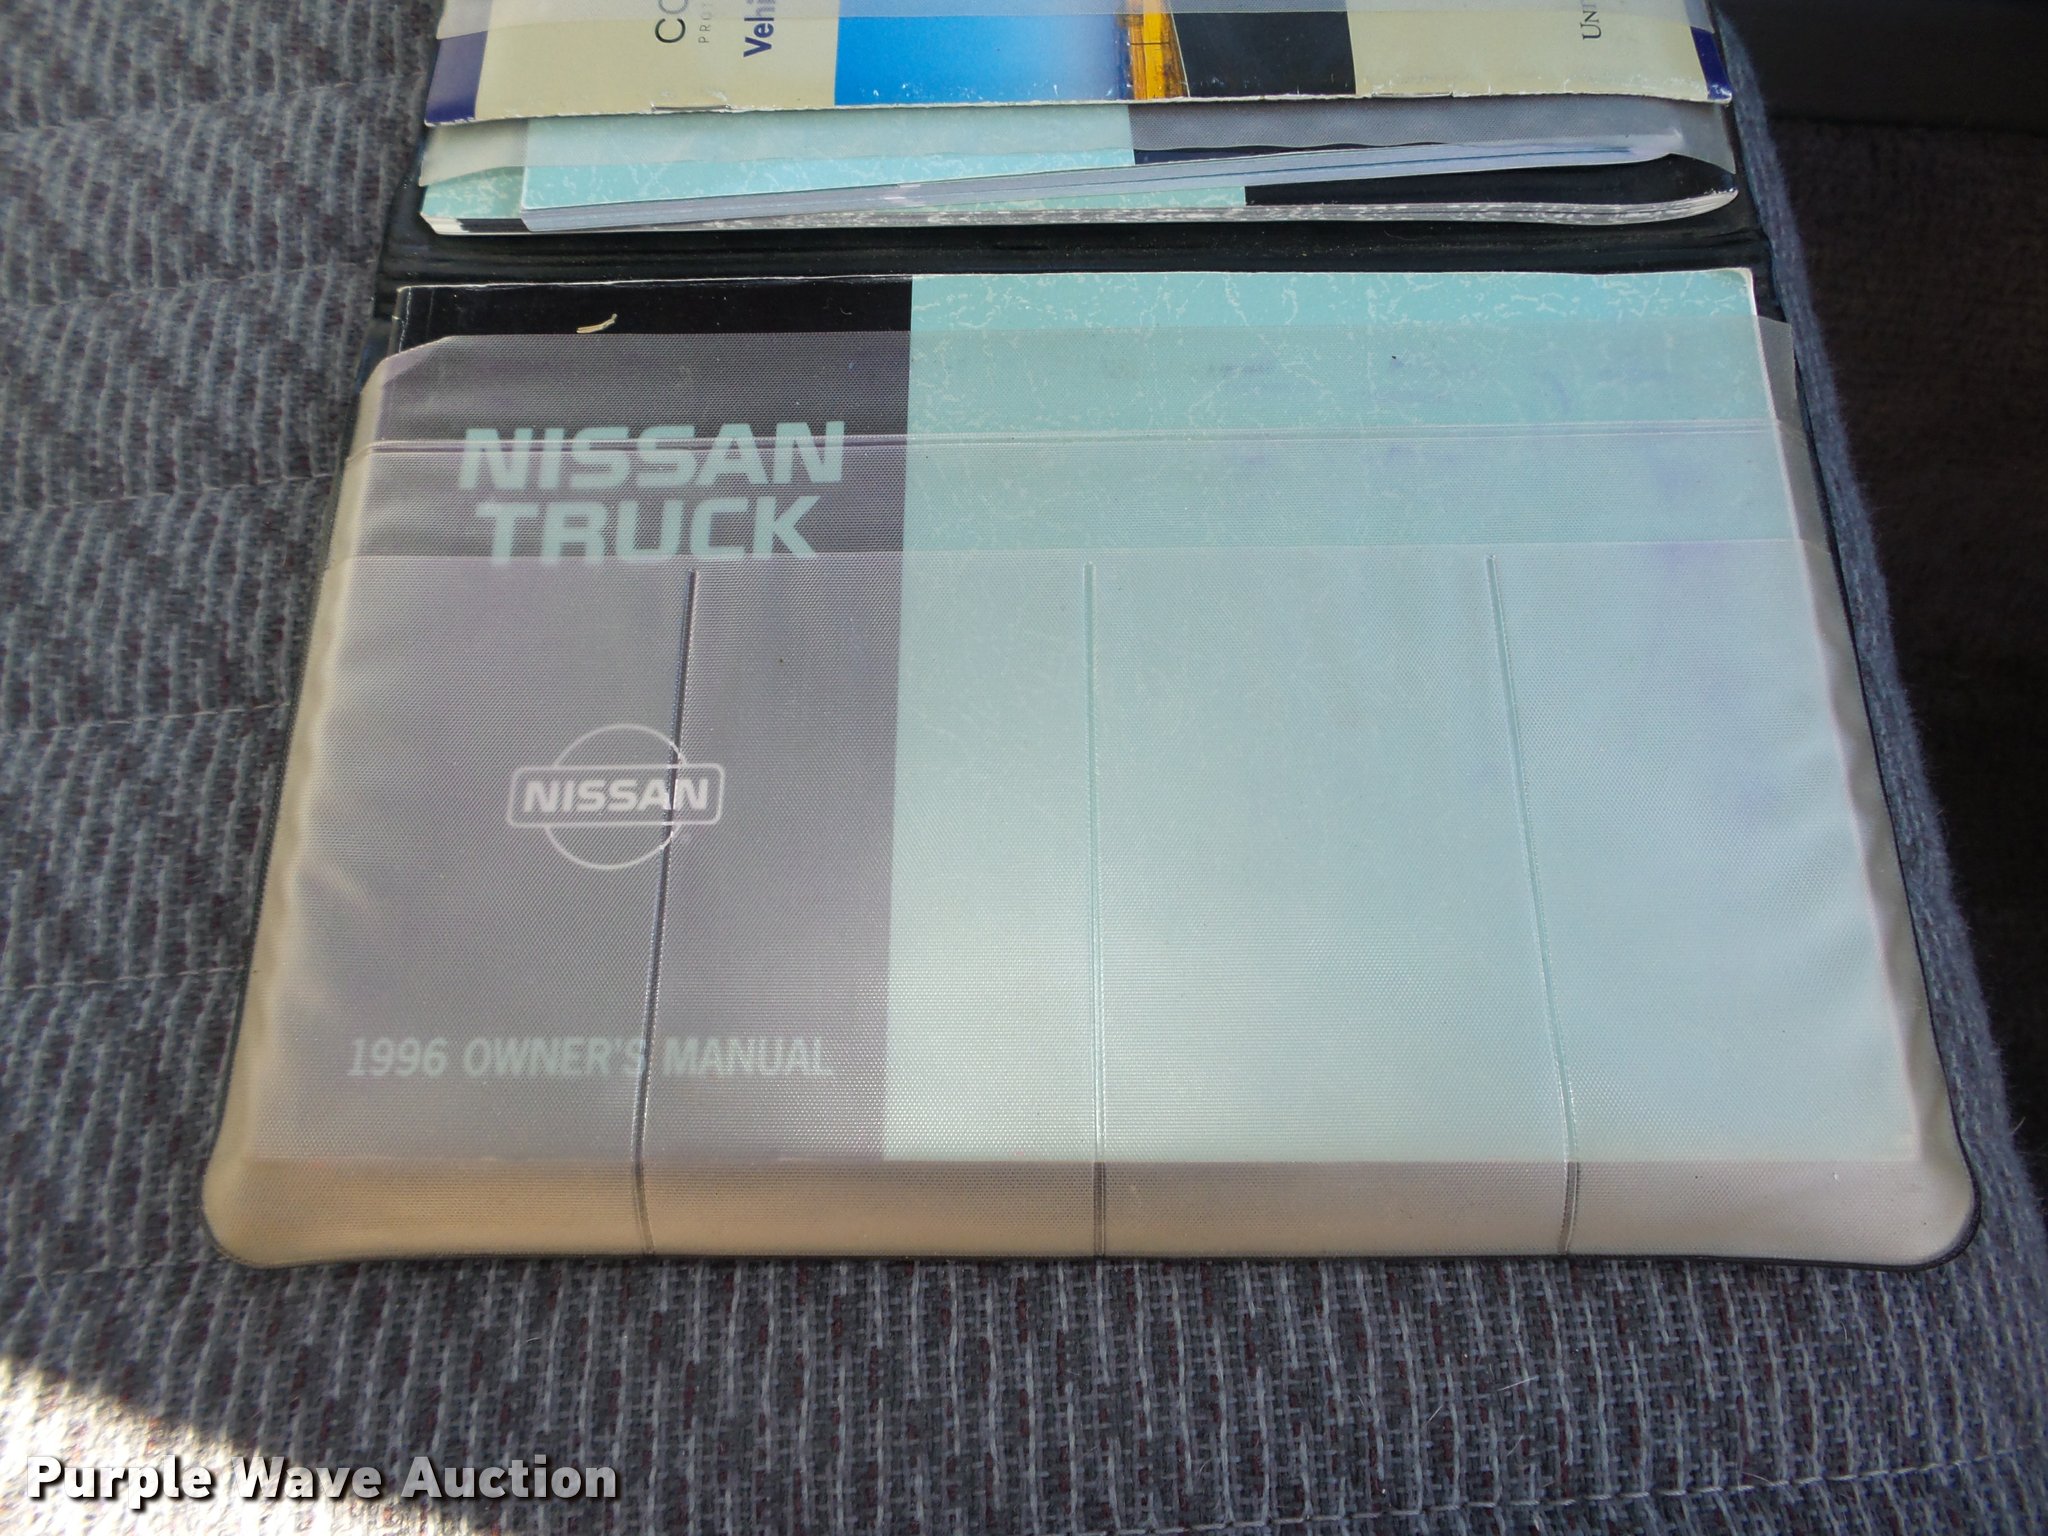 NISSAN
TRUCK
NISSAN
1996 OWNER'S MANUAL
Purple Wave Auction